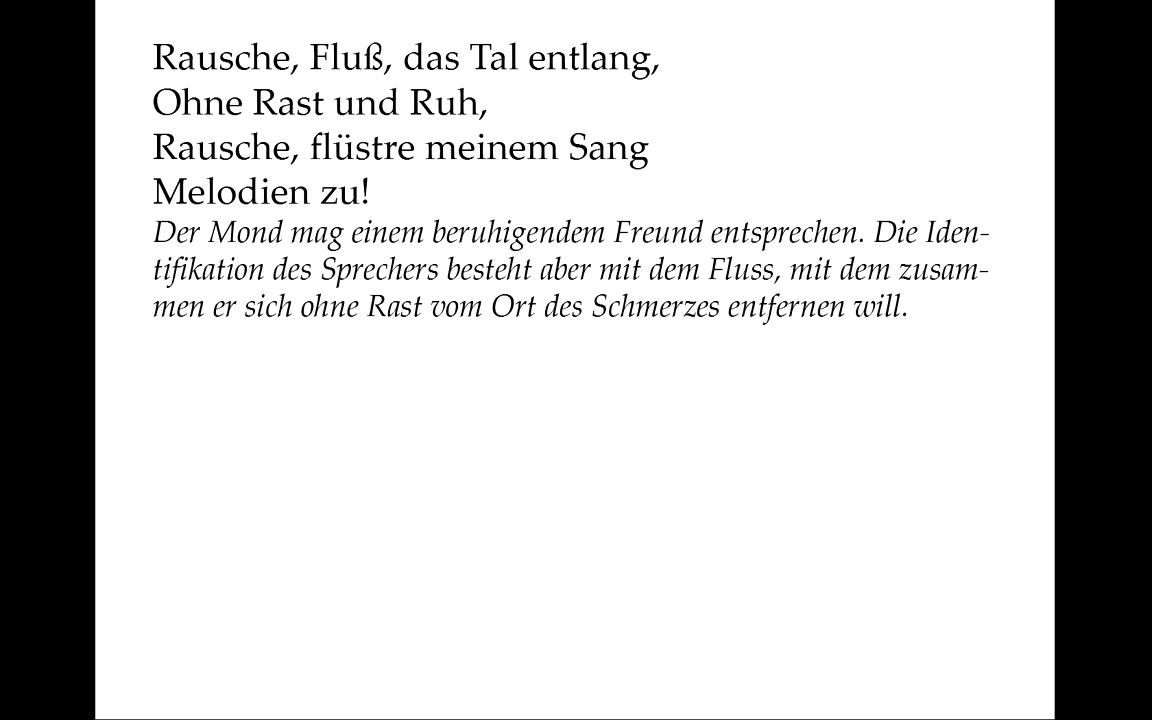 Rausche, Fluß, das Tal entlang,
Ohne Rast und Ruh,
Rausche, flüstre meinem Sang
Melodien zu!
Der Mond mag einem beruhigendem Freund entsprechen. Die Iden-
tifikation des Sprechers besteht aber mit dem Fluss, mit dem zusam-
men er sich ohne Rast vom Ort des Schmerzes entfernen will.